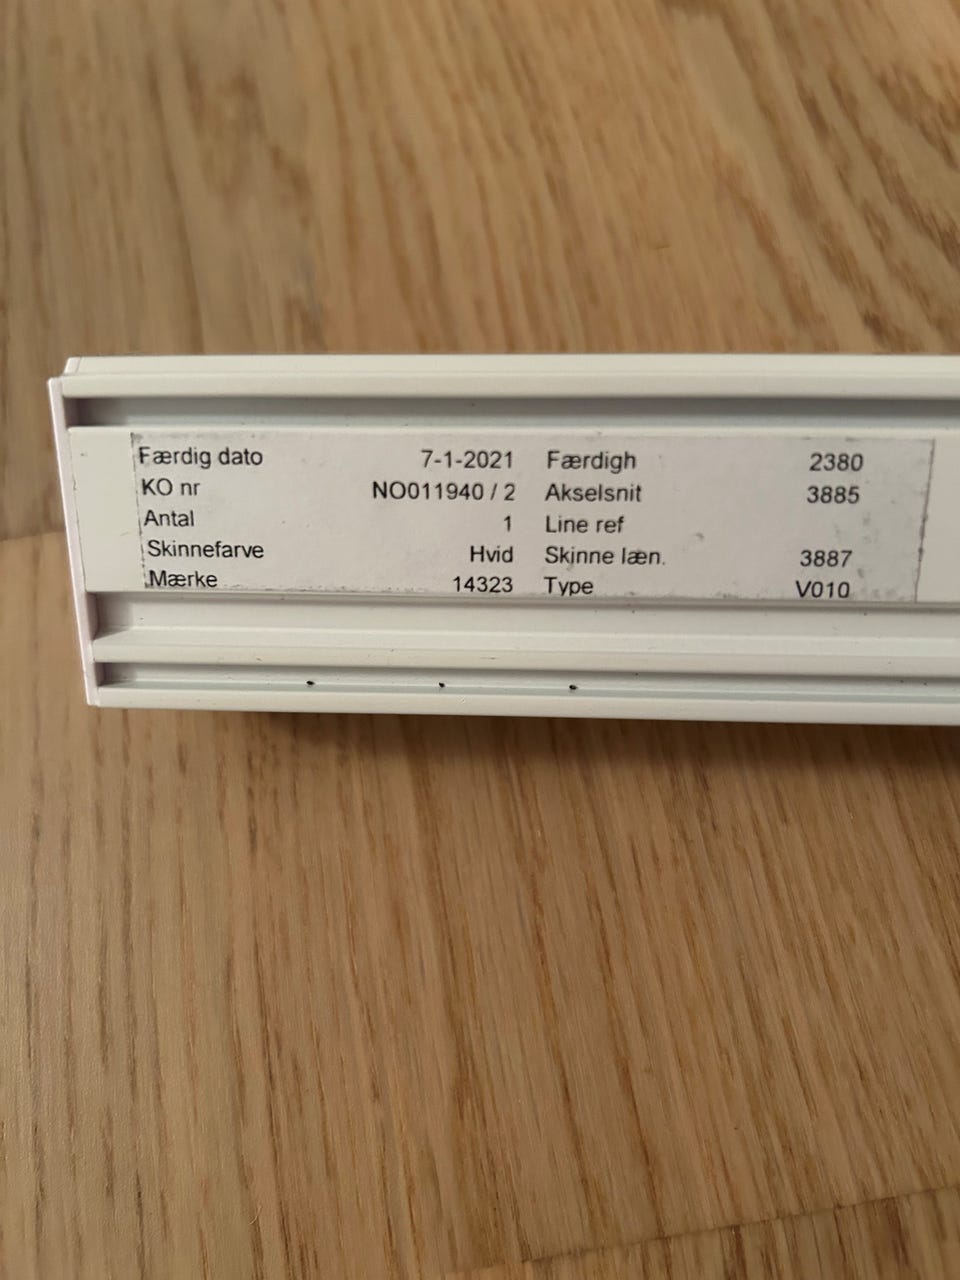 Færdig dato 7-1-2021 Færdigh 2380
KO nr NO011940 / 2 Akselsnit 3885
Antal 1 Line ref
Skinnefarve Hvid Skinne læn. 3887
Mærke 14323 Type V010